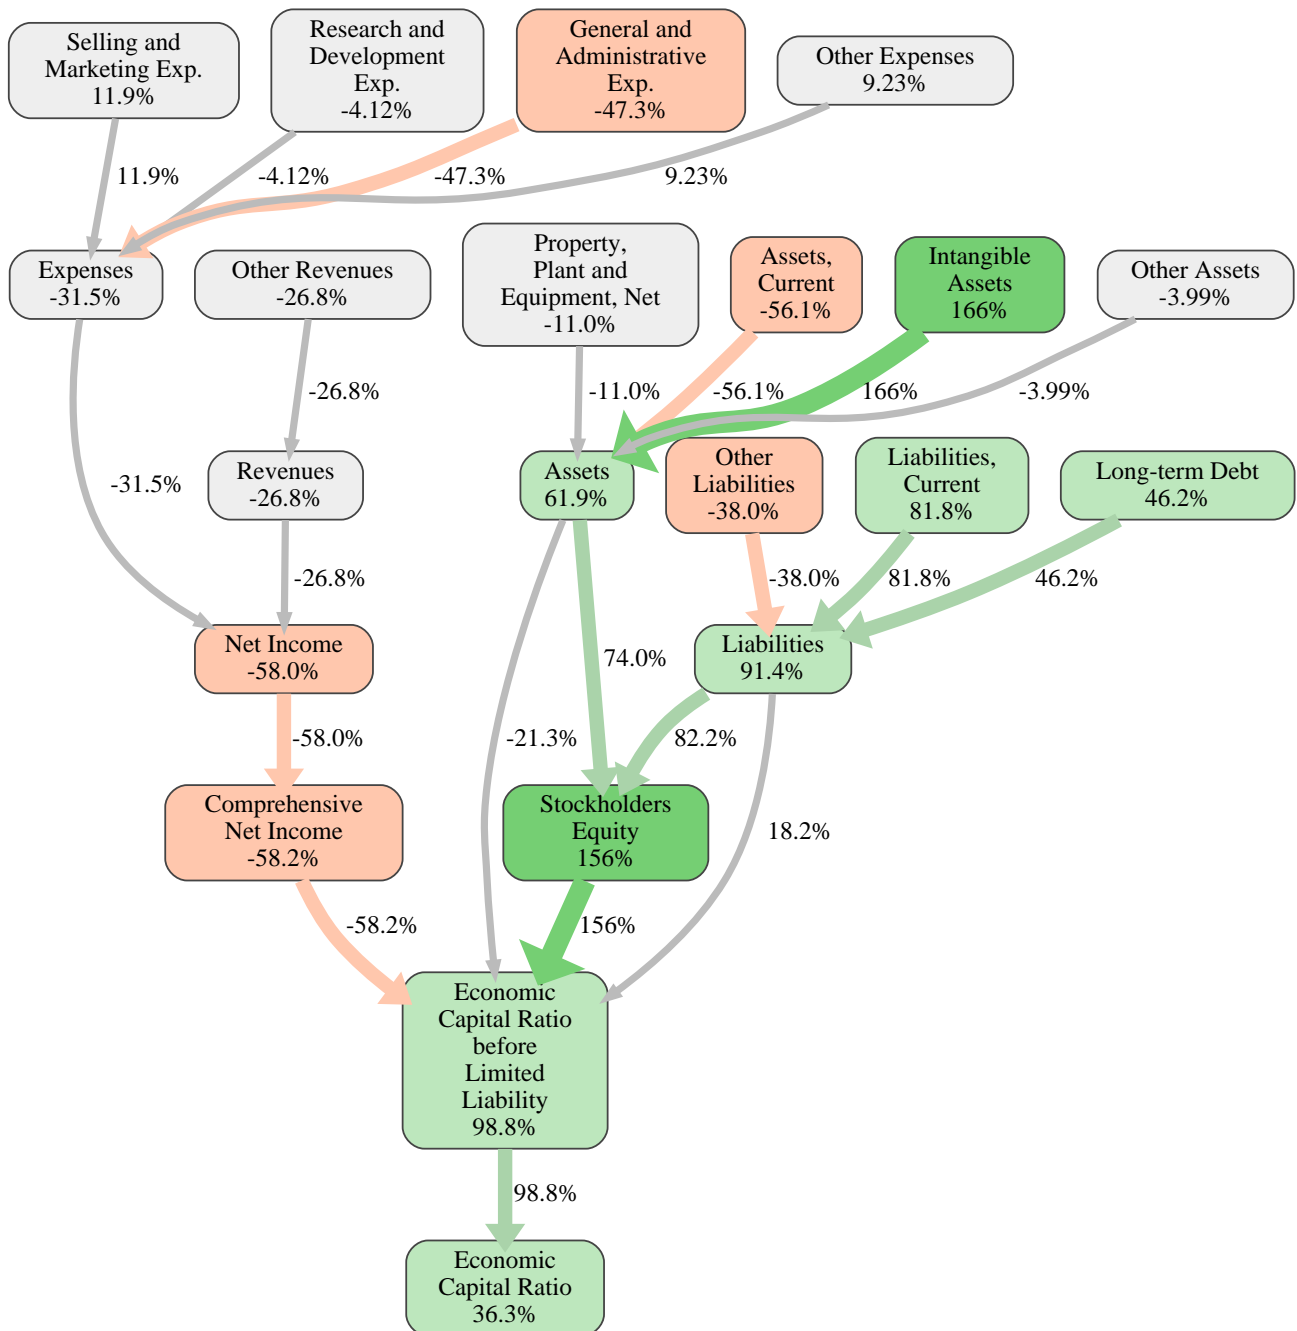 Selling and
Marketing Exp.
11.9%
Research and
Development
Exp.
-4.12%
General and
Administrative
Exp.
-47.3%
Other Expenses
9.23%
11.9%
-4.12%
-47.3%
9.23%
Expenses
-31.5%
Other Revenues
-26.8%
Property,
Plant and
Equipment, Net
-11.0%
Assets,
Current
-56.1%
Intangible
Assets
166%
Other Assets
-3.99%
-26.8%
-11.0%
-56.1%
166%
-3.99%
-31.5%
Revenues
-26.8%
Assets
61.9%
Other
Liabilities
-38.0%
Liabilities,
Current
81.8%
Long-term Debt
46.2%
-26.8%
-38.0%
81.8%
46.2%
Net Income
-58.0%
74.0%
Liabilities
91.4%
-58.0%
-21.3%
82.2%
18.2%
Comprehensive
Net Income
-58.2%
Stockholders
Equity
156%
-58.2%
156%
Economic
Capital Ratio
before
Limited
Liability
98.8%
98.8%
Economic
Capital Ratio
36.3%